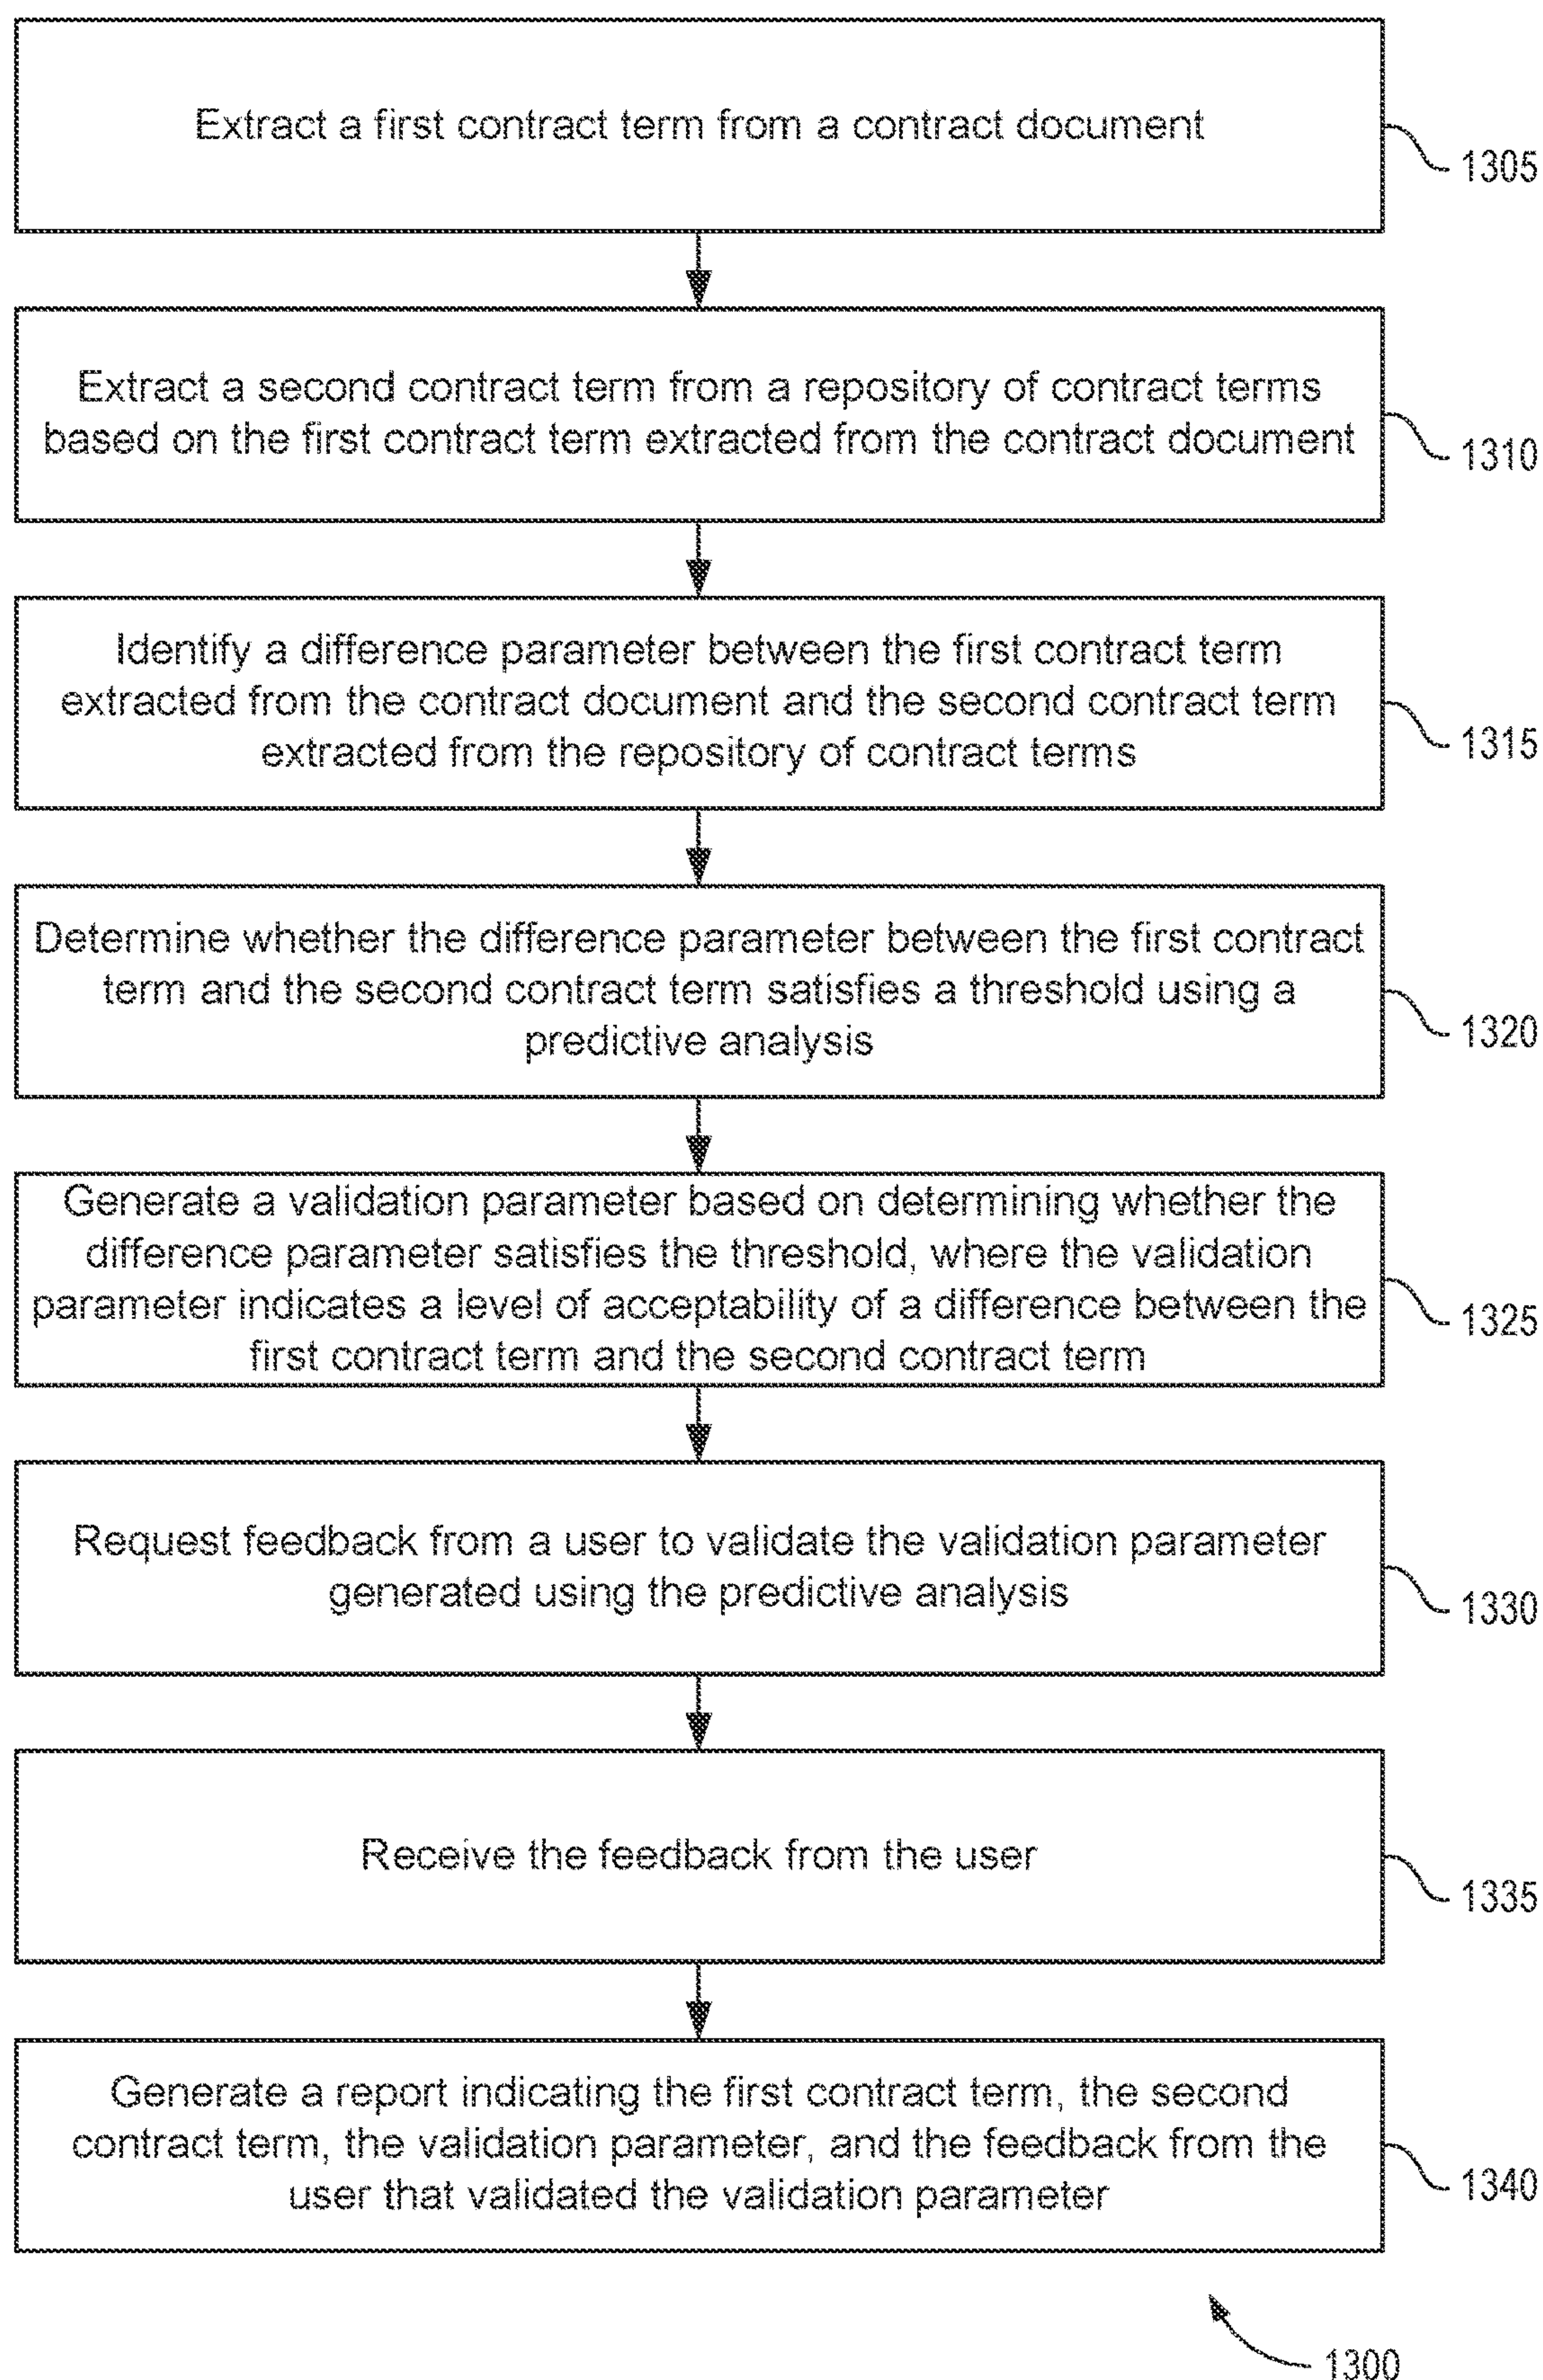 Extract a first contract term from a contract document
1305
Extract a second contract term from a repository of contract terms
based on the first contract term extracted from the contract document
1310
Identify a difference parameter between the first contract term
extracted from the contract document and the second contract term
extracted from the repository of contract terms
1315
Determine whether the difference parameter between the first contract
term and the second contract term satisfies a threshold using a
predictive analysis
1320
Generate a validation parameter based on determining whether the
difference parameter satisfies the threshold, where the validation
parameter indicates a level of acceptability of a difference between the
first contract term and the second contract term
1325
Request feedback from a user to validate the validation parameter
generated using the predictive analysis
1330
Receive the feedback from the user
1335
Generate a report indicating the first contract term, the second
contract term, the validation parameter, and the feedback from the
user that validated the validation parameter
1340
1300